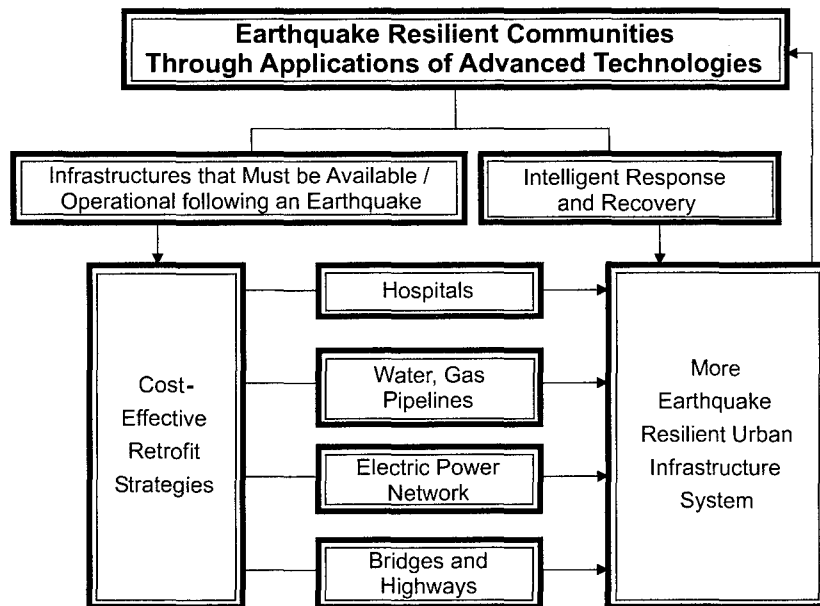 Earthquake Resilient Communities
Through Applications of Advanced Technologies
Infrastructures that Must be Available /
Operational following an Earthquake
Intelligent Response
and Recovery
Cost-
Effective
Retrofit
Strategies
Hospitals
Water, Gas
Pipelines
Electric Power
Network
Bridges and
Highways
More
Earthquake
Resilient Urban
Infrastructure
System